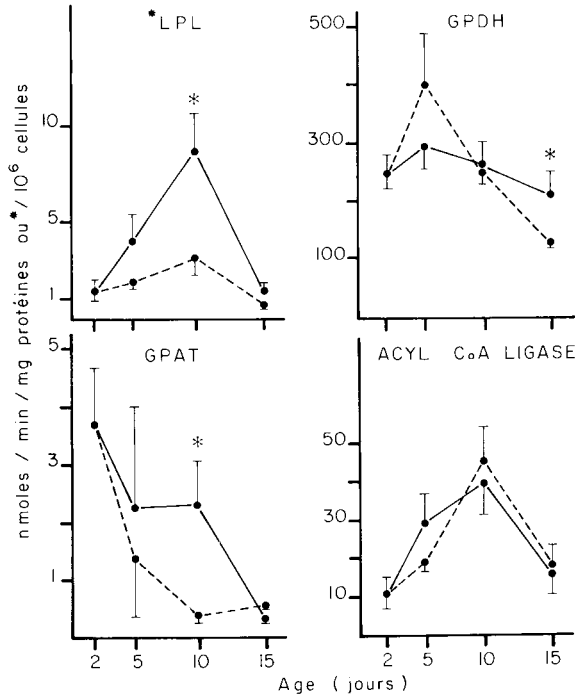 *LPL
GPDH
*
10
5
1
500
300
100
*
GPAT
ACYL CoA LIGASE
5
3
1
*
50
30
10
2 5 10 15
2 5 10 15
Age (jours)
nmoles / min / mg protéines ou * / 10⁶ cellules